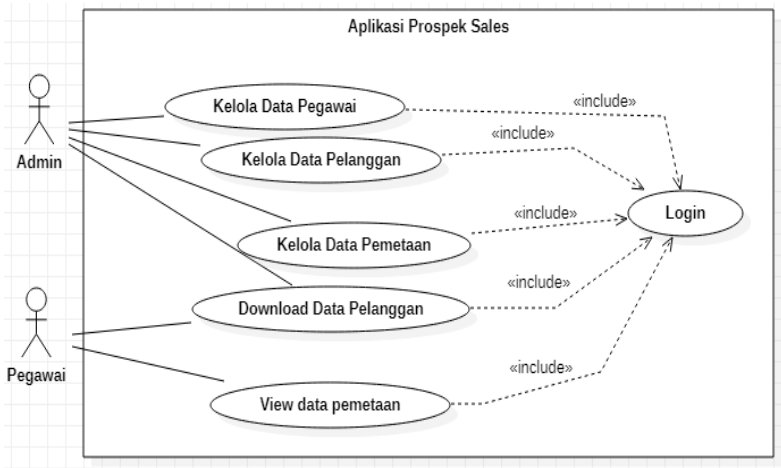 Aplikasi Prospek Sales
Kelola Data Pegawai
«include»
Kelola Data Pelanggan
«include»
Admin
Login
Kelola Data Pemetaan
«include»
Download Data Pelanggan
«include»
Pegawai
View data pemetaan
«include»